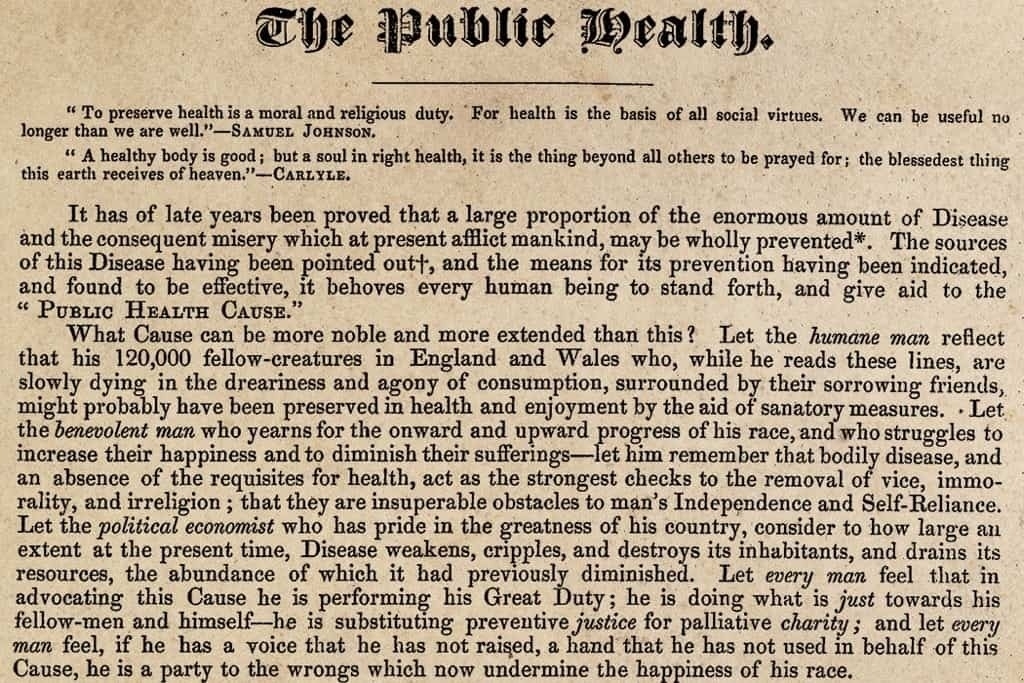 The Public Health.
“ To preserve health is a moral and religious duty. For health is the basis of all social virtues. We can be useful no
longer than we are well.”—SAMUEL JOHNSON.
“ A healthy body is good ; but a soul in right health, it is the thing beyond all others to be prayed for ; the blessedest thing
this earth receives of heaven.”—CARLYLE.
It has of late years been proved that a large proportion of the enormous amount of Disease
and the consequent misery which at present afflict mankind, may be wholly prevented*. The sources
of this Disease having been pointed out†, and the means for its prevention having been indicated,
and found to be effective, it behoves every human being to stand forth, and give aid to the
“ PUBLIC HEALTH CAUSE.”
What Cause can be more noble and more extended than this ? Let the humane man reflect
that his 120,000 fellow-creatures in England and Wales who, while he reads these lines, are
slowly dying in the dreariness and agony of consumption, surrounded by their sorrowing friends,
might probably have been preserved in health and enjoyment by the aid of sanatory measures. Let
the benevolent man who yearns for the onward and upward progress of his race, and who struggles to
increase their happiness and to diminish their sufferings—let him remember that bodily disease, and
an absence of the requisites for health, act as the strongest checks to the removal of vice, immo-
rality, and irreligion ; that they are insuperable obstacles to man’s Independence and Self-Reliance.
Let the political economist who has pride in the greatness of his country, consider to how large an
extent at the present time, Disease weakens, cripples, and destroys its inhabitants, and drains its
resources, the abundance of which it had previously diminished. Let every man feel that in
advocating this Cause he is performing his Great Duty ; he is doing what is just towards his
fellow-men and himself—he is substituting preventive justice for palliative charity ; and let every
man feel, if he has a voice that he has not raised, a hand that he has not used in behalf of this
Cause, he is a party to the wrongs which now undermine the happiness of his race.